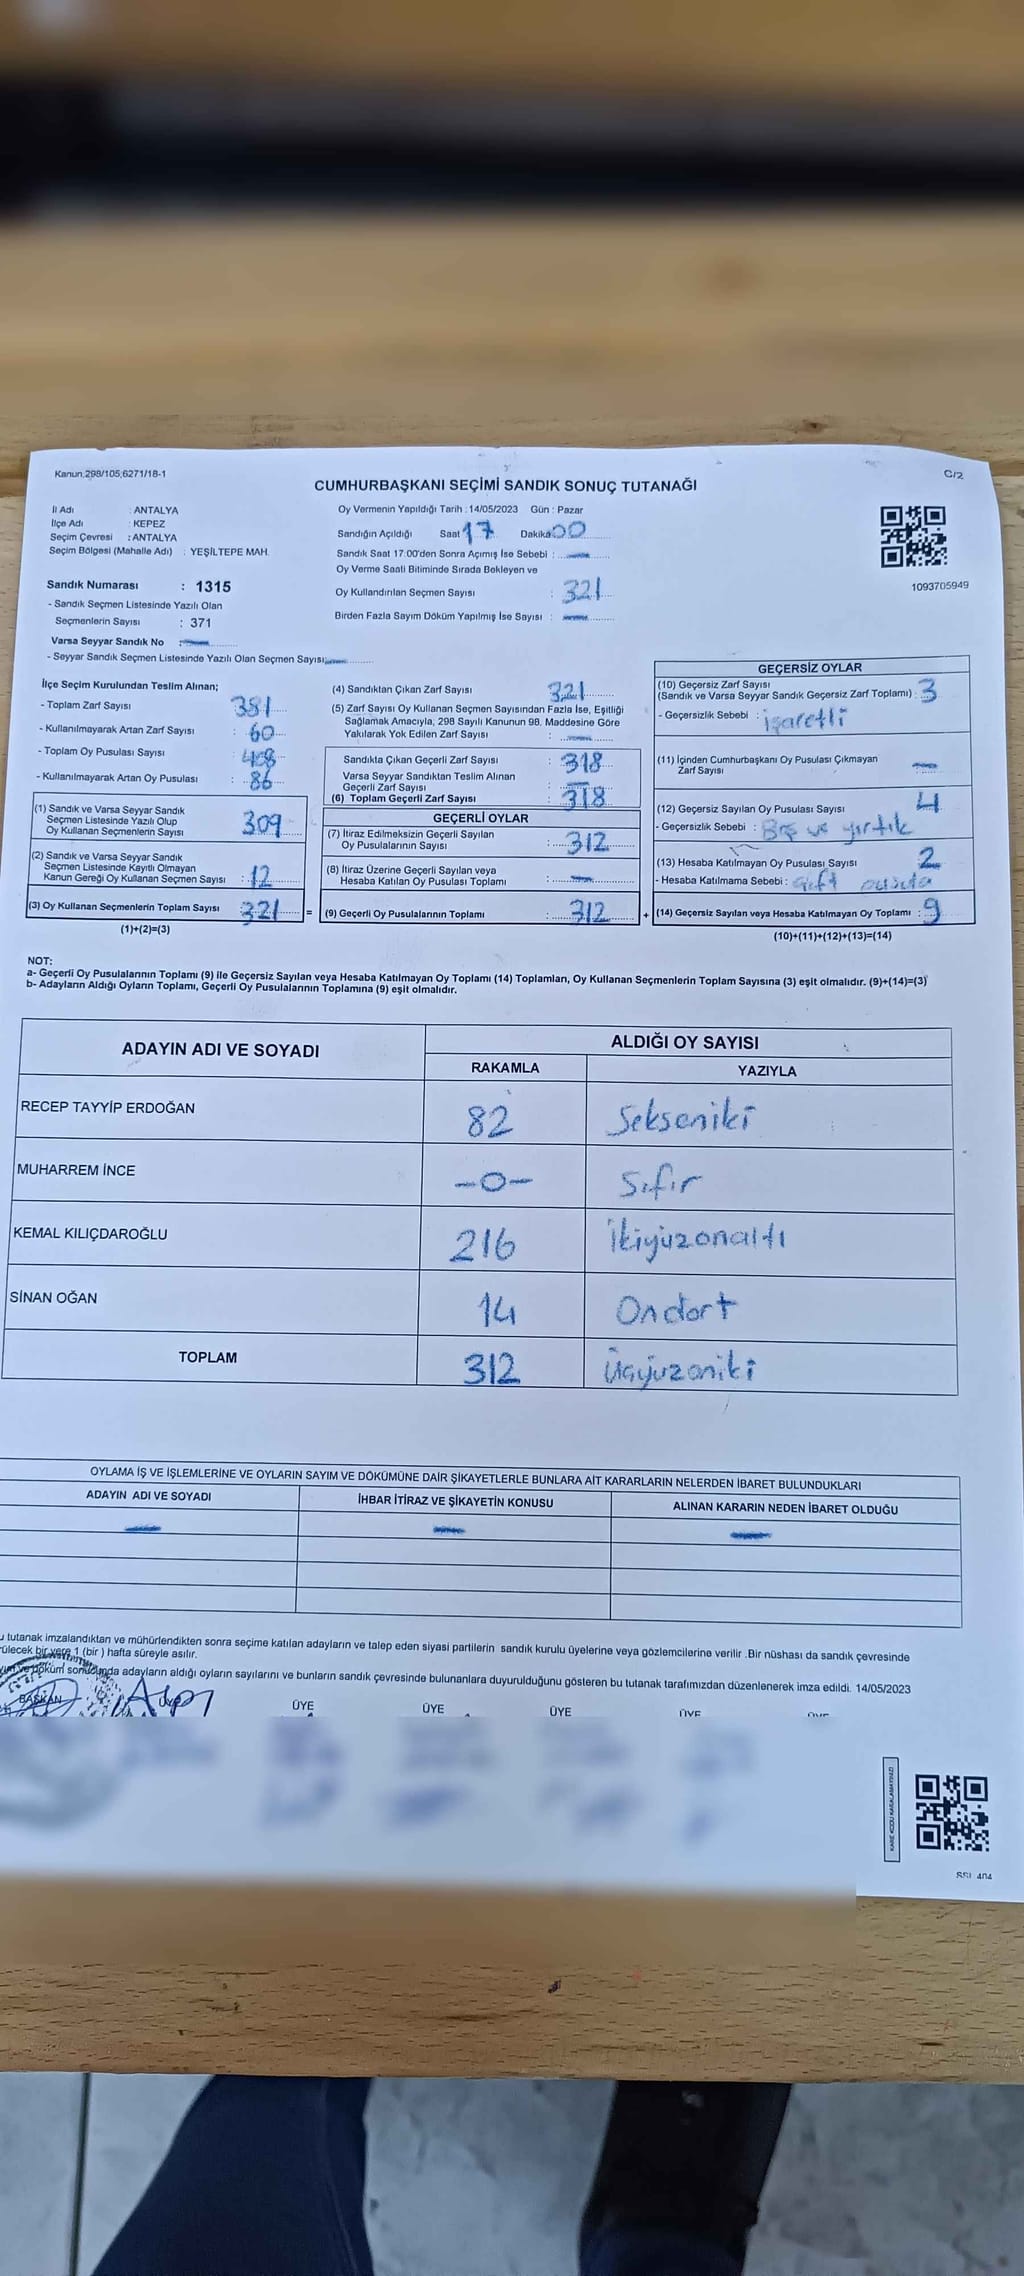 Kanun,298/105,6271/18-1
C/2
CUMHURBAŞKANI SEÇİMİ SANDIK SONUÇ TUTANAĞI
İl Adı : ANTALYA
İlçe Adı : KEPEZ
Seçim Çevresi : ANTALYA
Seçim Bölgesi (Mahalle Adı) : YEŞİLTEPE MAH.
Oy Vermenin Yapıldığı Tarih : 14/05/2023 Gün : Pazar
Sandığın Açıldığı Saat 17 Dakika 00
Sandık Saat 17:00'den Sonra Açımış İse Sebebi :
Oy Verme Saati Bitiminde Sırada Bekleyen ve
Oy Kullandırılan Seçmen Sayısı : 321
Birden Fazla Sayım Döküm Yapılmış İse Sayısı :
1093705949
Sandık Numarası : 1315
- Sandık Seçmen Listesinde Yazılı Olan
Seçmenlerin Sayısı : 371
Varsa Seyyar Sandık No :
- Seyyar Sandık Seçmen Listesinde Yazılı Olan Seçmen Sayısı:
İlçe Seçim Kurulundan Teslim Alınan;
- Toplam Zarf Sayısı : 381
- Kullanılmayarak Artan Zarf Sayısı : 60
- Toplam Oy Pusulası Sayısı :
- Kullanılmayarak Artan Oy Pusulası : 86
(1) Sandık ve Varsa Seyyar Sandık
Seçmen Listesinde Yazılı Olup
Oy Kullanan Seçmenlerin Sayısı : 309
(2) Sandık ve Varsa Seyyar Sandık
Seçmen Listesinde Kayıtlı Olmayan
Kanun Gereği Oy Kullanan Seçmen Sayısı : 12
(3) Oy Kullanan Seçmenlerin Toplam Sayısı : 321 =
(1)+(2)=(3)
(4) Sandıktan Çıkan Zarf Sayısı 321
(5) Zarf Sayısı Oy Kullanan Seçmen Sayısından Fazla İse, Eşitliği
Sağlamak Amacıyla, 298 Sayılı Kanunun 98. Maddesine Göre
Yakılarak Yok Edilen Zarf Sayısı :
Sandıkta Çıkan Geçerli Zarf Sayısı : 318
Varsa Seyyar Sandıktan Teslim Alınan
Geçerli Zarf Sayısı :
(6) Toplam Geçerli Zarf Sayısı : 318
GEÇERLİ OYLAR
(7) İtiraz Edilmeksizin Geçerli Sayılan
Oy Pusulalarının Sayısı : 312
(8) İtiraz Üzerine Geçerli Sayılan veya
Hesaba Katılan Oy Pusulası Toplamı :
(9) Geçerli Oy Pusulalarının Toplamı : 312 +
GEÇERSİZ OYLAR
(10) Geçersiz Zarf Sayısı
(Sandık ve Varsa Seyyar Sandık Geçersiz Zarf Toplamı) : 3
- Geçersizlik Sebebi : işaretli
(11) İçinden Cumhurbaşkanı Oy Pusulası Çıkmayan
Zarf Sayısı
(12) Geçersiz Sayılan Oy Pusulası Sayısı : 4
- Geçersizlik Sebebi : Boş ve yırtık
(13) Hesaba Katılmayan Oy Pusulası Sayısı : 2
- Hesaba Katılmama Sebebi : çift pusula
(14) Geçersiz Sayılan veya Hesaba Katılmayan Oy Toplamı : 9
(10)+(11)+(12)+(13)=(14)
NOT:
a- Geçerli Oy Pusulalarının Toplamı (9) ile Geçersiz Sayılan veya Hesaba Katılmayan Oy Toplamı (14) Toplamları, Oy Kullanan Seçmenlerin Toplam Sayısına (3) eşit olmalıdır. (9)+(14)=(3)
b- Adayların Aldığı Oyların Toplamı, Geçerli Oy Pusulalarının Toplamına (9) eşit olmalıdır.
ADAYIN ADI VE SOYADI
ALDIĞI OY SAYISI
RAKAMLA YAZIYLA
RECEP TAYYİP ERDOĞAN 82 Sekseniki
MUHARREM İNCE -0- Sıfır
KEMAL KILIÇDAROĞLU 216 İkiyüzonaltı
SİNAN OĞAN 14 Ondört
TOPLAM 312 Üçyüzoniki
OYLAMA İŞ VE İŞLEMLERİNE VE OYLARIN SAYIM VE DÖKÜMÜNE DAİR ŞİKAYETLERLE BUNLARA AİT KARARLARIN NELERDEN İBARET BULUNDUKLARI
ADAYIN ADI VE SOYADI İHBAR İTİRAZ VE ŞİKAYETİN KONUSU ALINAN KARARIN NEDEN İBARET OLDUĞU
u tutanak imzalandıktan ve mühürlendikten sonra seçime katılan adayların ve talep eden siyasi partilerin sandık kurulu üyelerine veya gözlemcilerine verilir .Bir nüshası da sandık çevresinde
rülecek bir yere 1 (bir ) hafta süreyle asılır.
döküm sonucunda adayların aldığı oyların sayılarını ve bunların sandık çevresinde bulunanlara duyurulduğunu gösteren bu tutanak tarafımızdan düzenlenerek imza edildi. 14/05/2023
BAŞKAN ÜYE ÜYE ÜYE ÜYE ÜYE
KARE KODU KARALAMAYINIZ!